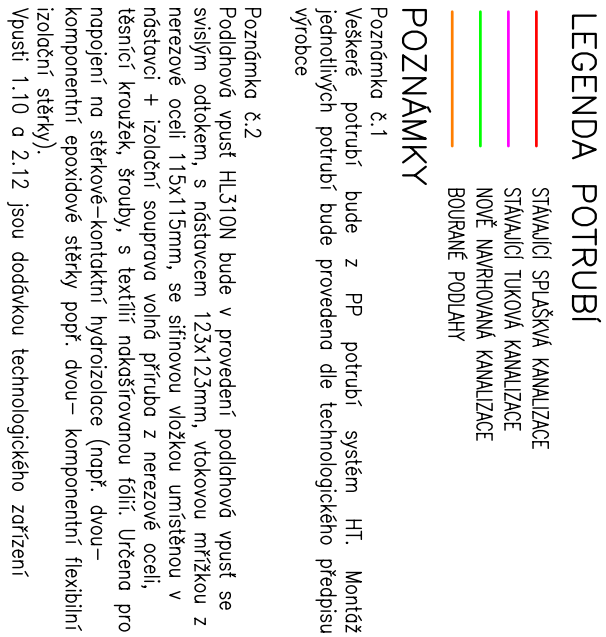 LEGENDA POTRUBÍ
STÁVAJÍCÍ SPLAŠKVÁ KANALIZACE
STÁVAJÍCÍ TUKOVÁ KANALIZACE
NOVĚ NAVRHOVANÁ KANALIZACE
BOURANÉ PODLAHY
POZNÁMKY
Poznámka č.1
Veškeré potrubí bude z PP potrubí systém HT. Montáž
jednotlivých potrubí bude provedena dle technologického předpisu
výrobce
Poznámka č.2
Podlahová vpusť HL310N bude v provedení podlahová vpusť se
svislým odtokem, s nástavcem 123x123mm, vtokovou mřížkou z
nerezové oceli 115x115mm, se sifinovou vložkou umístěnou v
nástavci + izolační souprava volná příruba z nerezové oceli,
těsnící kroužek, šrouby, s textílií nakašírovanou fólií. Určena pro
napojení na stěrkové-kontaktní hydroizolace (např. dvou-
komponentní epoxidové stěrky popř. dvou- komponentní flexibilní
izolační stěrky).
Vpusti 1.10 a 2.12 jsou dodávkou technologického zařízení